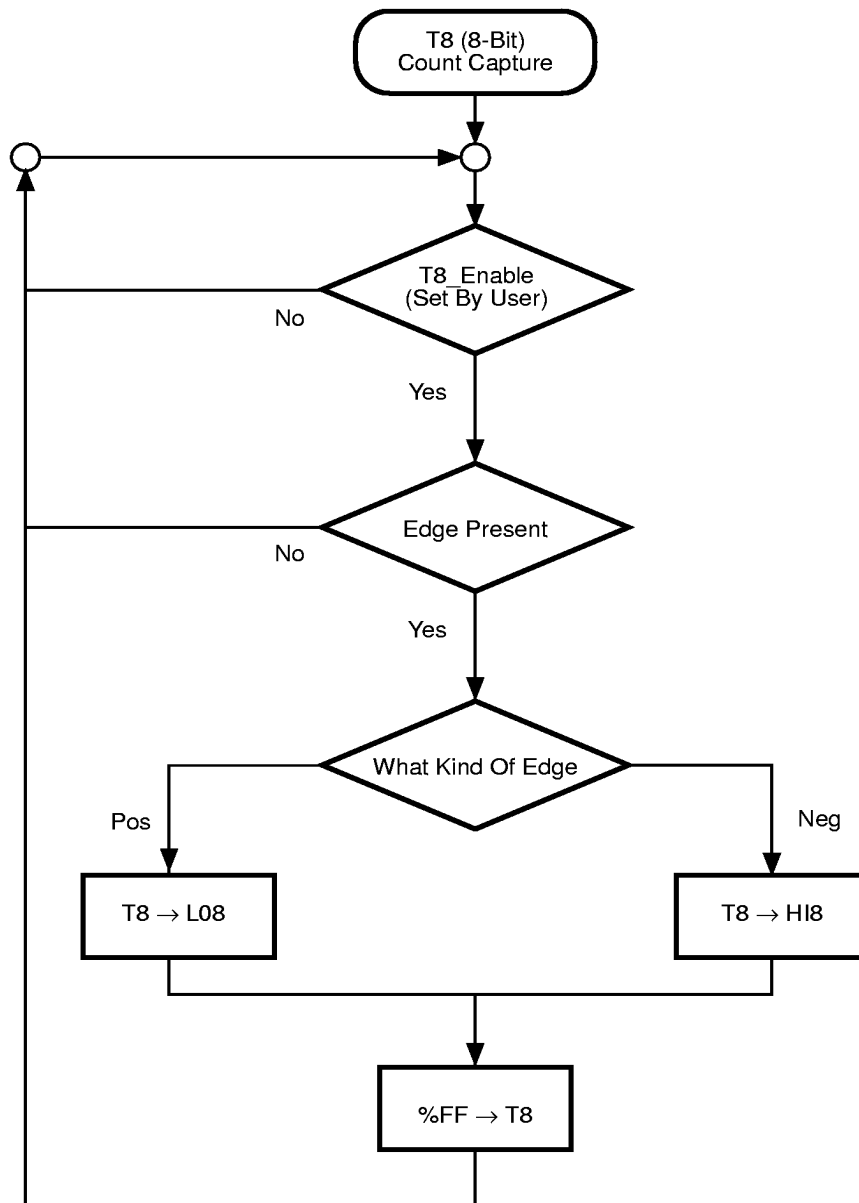 T8 (8-Bit)
Count Capture
T8_Enable
(Set By User)
No
Yes
Edge Present
No
Yes
What Kind Of Edge
Pos
Neg
T8 → L08
T8 → HI8
%FF → T8